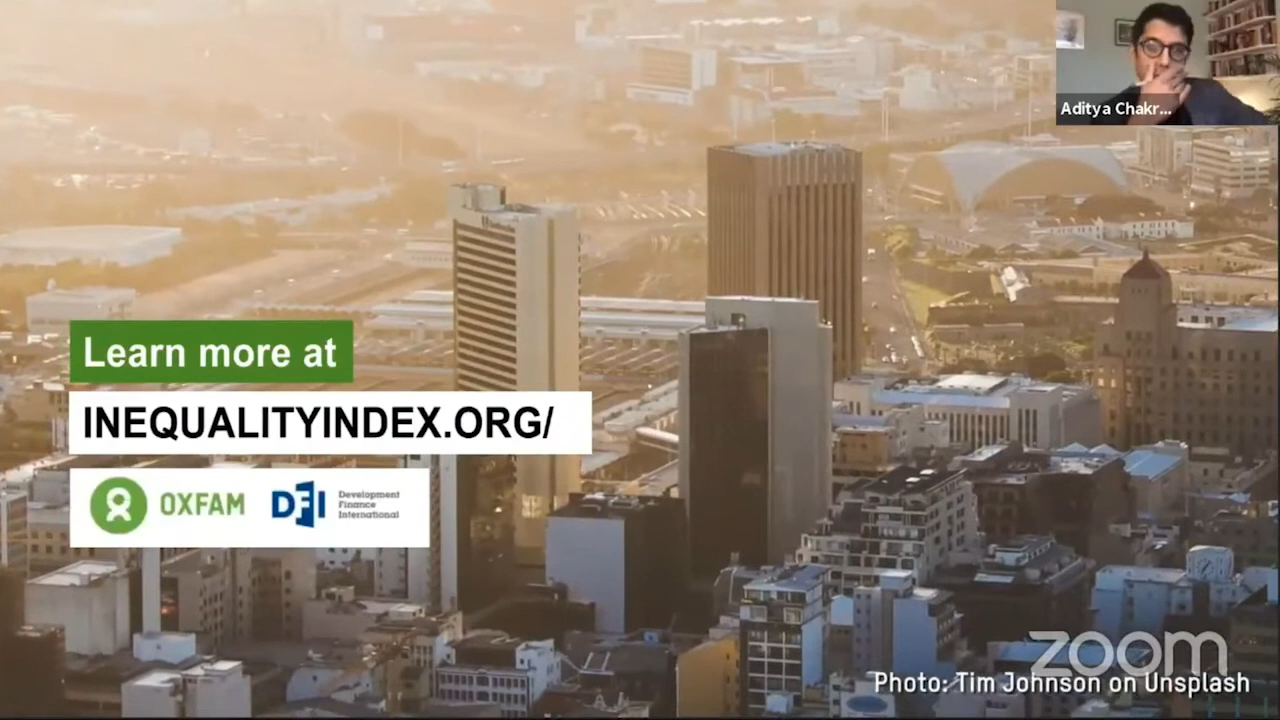 Aditya Chakr...
Learn more at
INEQUALITYINDEX.ORG/
OXFAM
DFI
Development
Finance
International
zoom
Photo: Tim Johnson on Unsplash